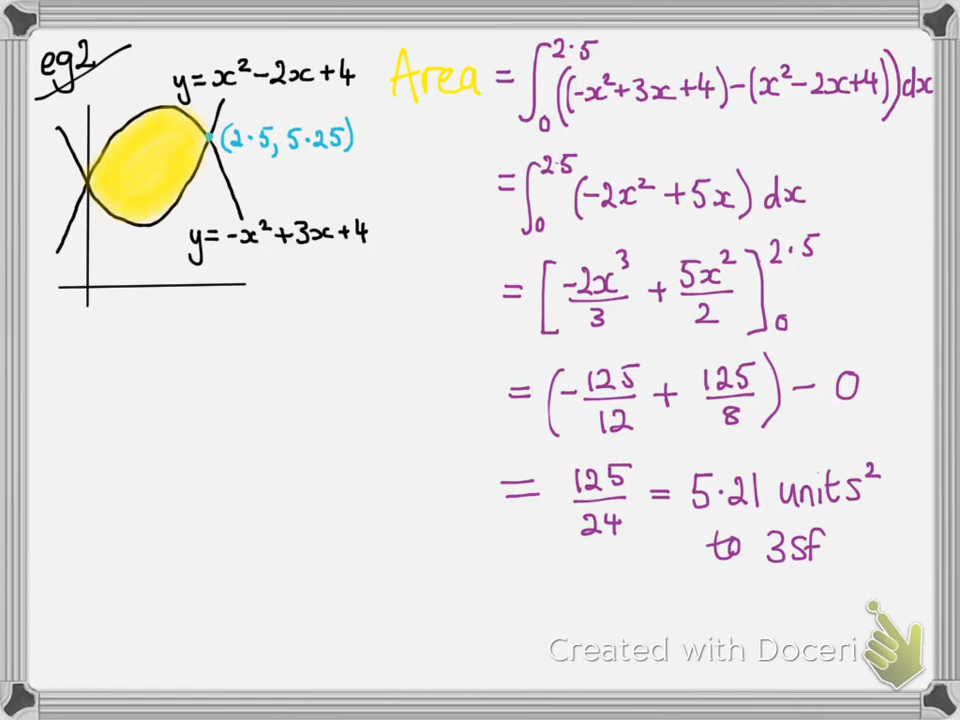 eg2
y = x² - 2x + 4
(2·5, 5·25)
y = -x² + 3x + 4
Area = ∫₀^2·5 ((-x² + 3x + 4) - (x² - 2x + 4)) dx
= ∫₀^2·5 (-2x² + 5x) dx
= [-2x³/3 + 5x²/2]₀^2·5
= (-125/12 + 125/8) - 0
= 125/24 = 5·21 units²
to 3sf
Created with Doceri